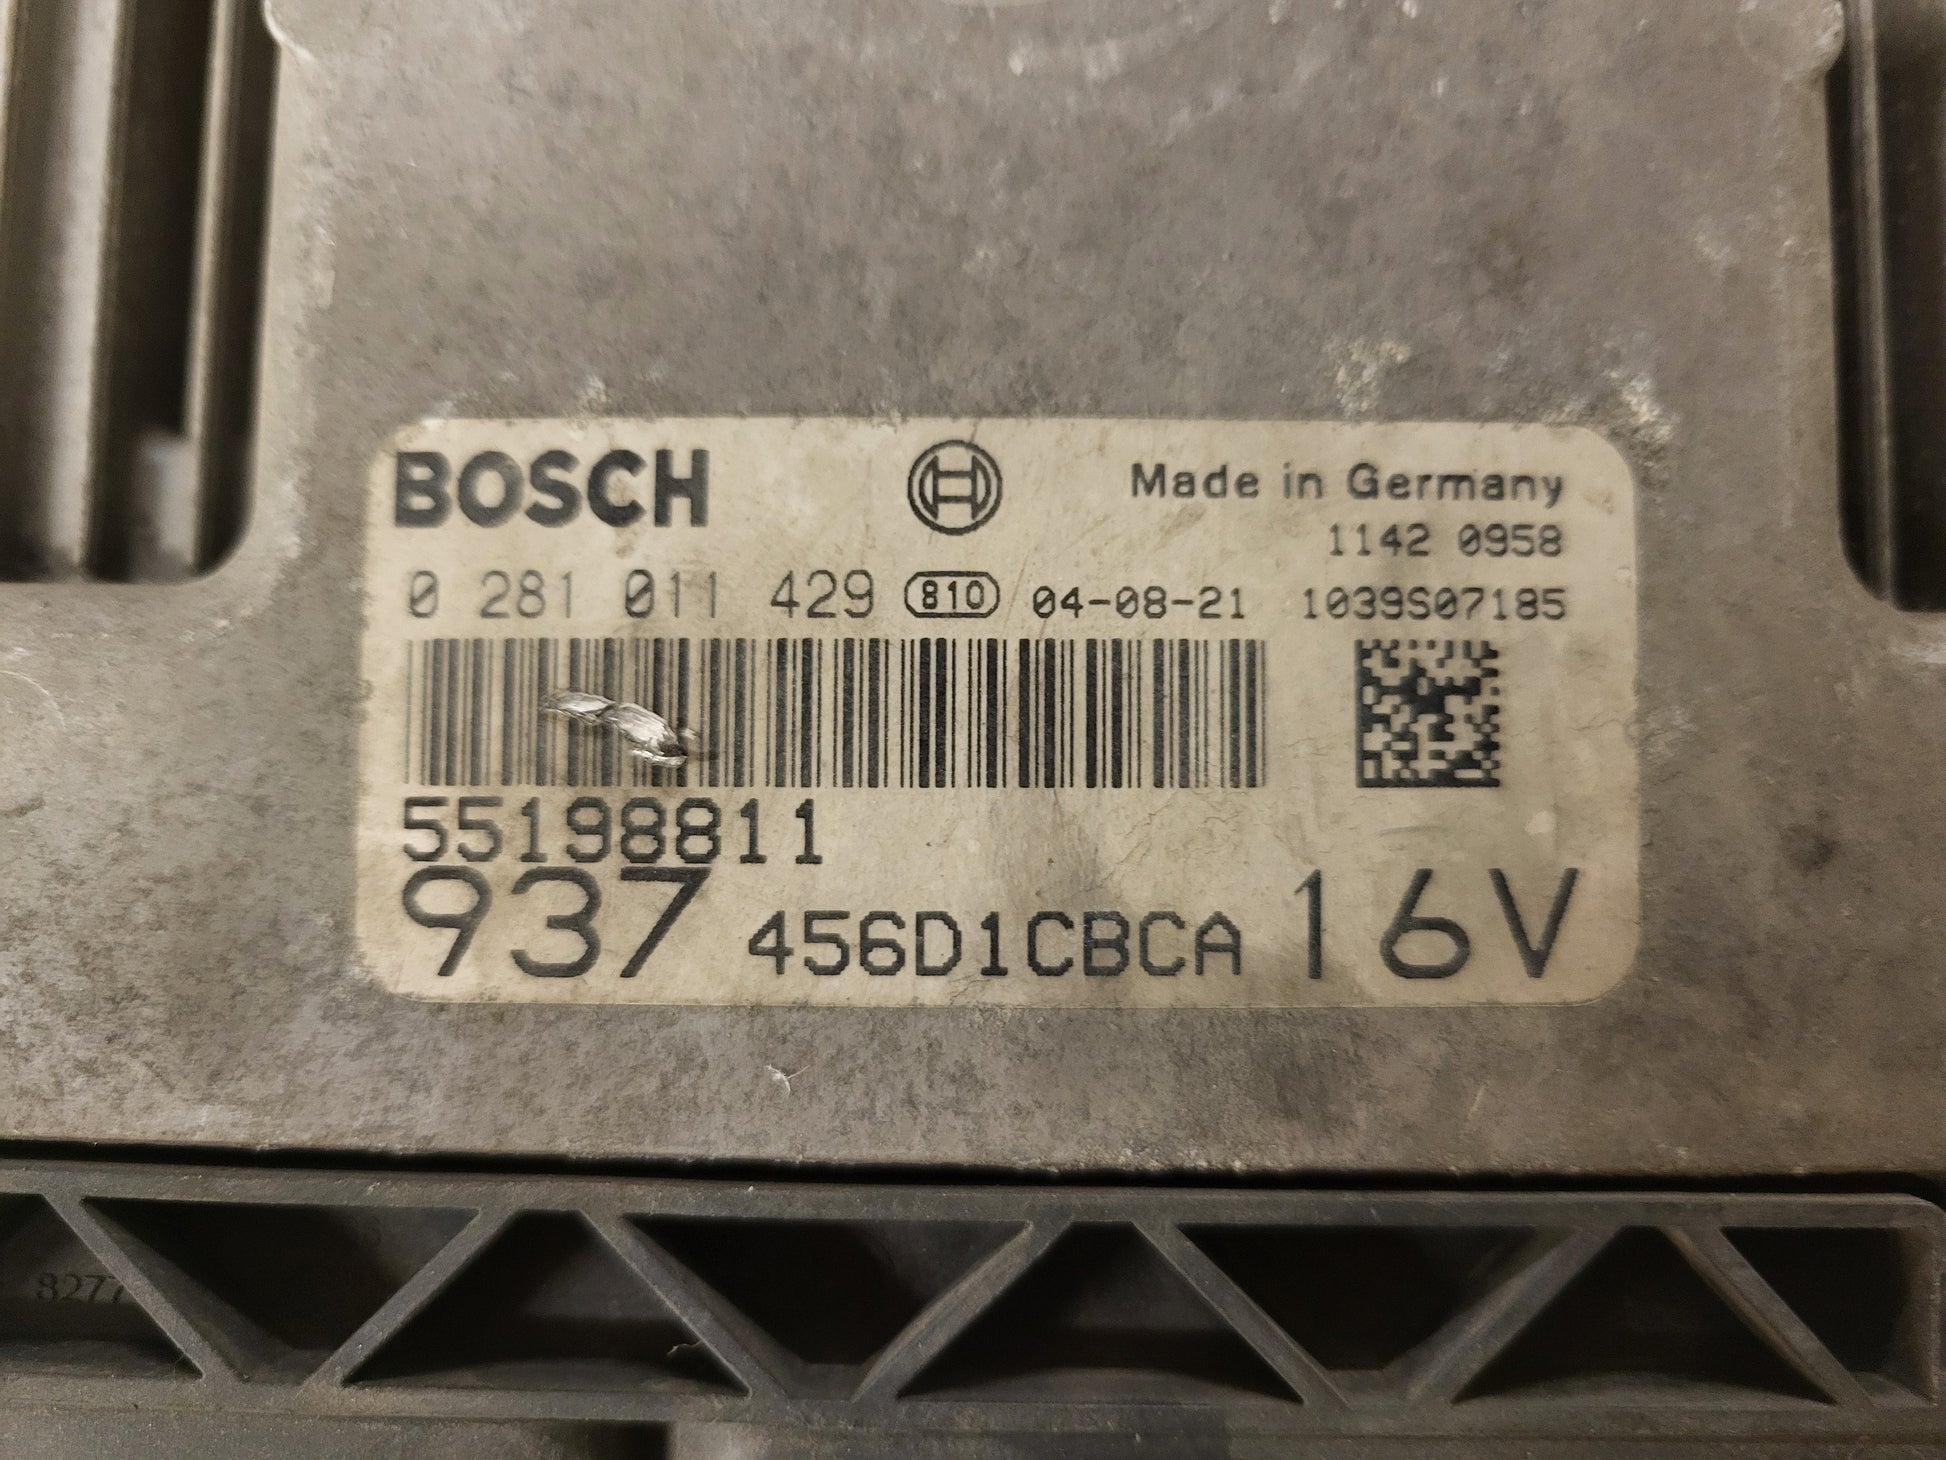 BOSCH
Made in Germany
1142 0958
0 281 011 429 810 04-08-21 1039S07185
55198811
937 456D1CBCA 16V
8277